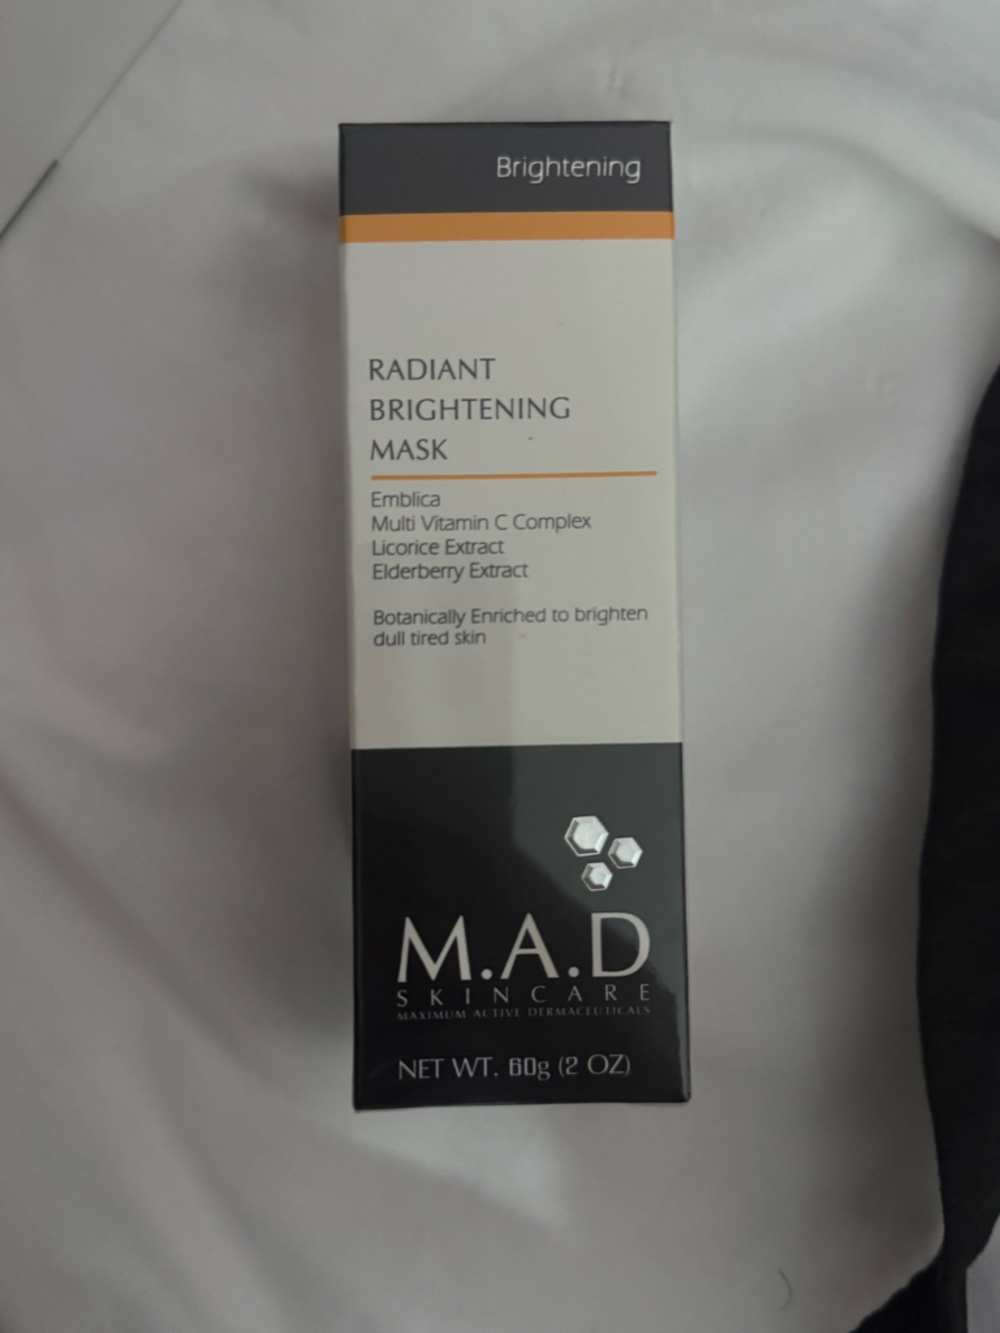 Brightening
RADIANT
BRIGHTENING
MASK
Emblica
Multi Vitamin C Complex
Licorice Extract
Elderberry Extract
Botanically Enriched to brighten
dull tired skin
M.A.D
SKINCARE
MAXIMUM ACTIVE DERMACEUTICALS
NET WT. 60g (2 OZ)